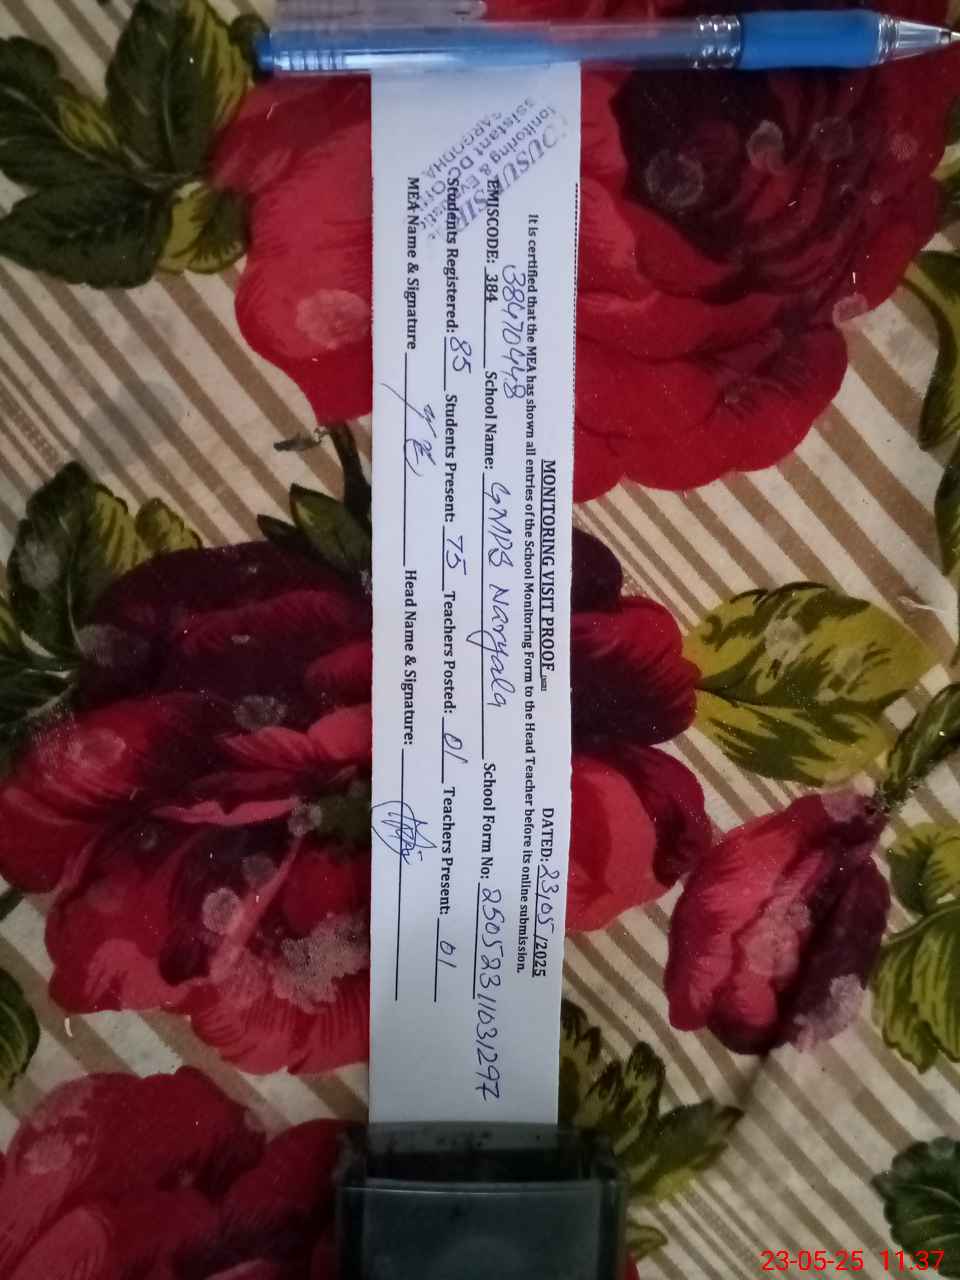 MONITORING VISIT PROOF
DATED: 23/05/2025
It is certified that the MEA has shown all entries of the School Monitoring Form to the Head Teacher before its online submission.
38470448
EMISCODE: 384 School Name: GMPS Naryala School Form No: 25052311031297
Students Registered: 85 Students Present: 75 Teachers Posted: 01 Teachers Present: 01
MEA Name & Signature Head Name & Signature:
SARGODHA
23-05-25 11.37